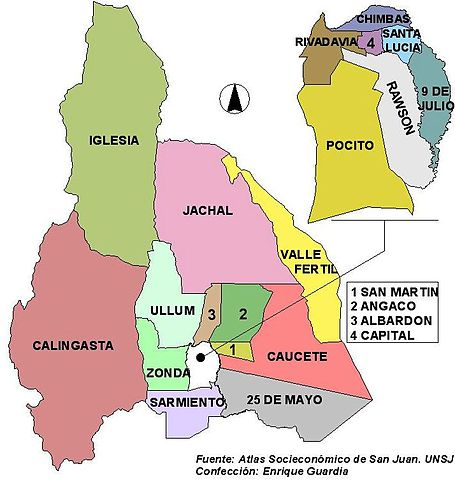 CHIMBAS
RIVADAVIA
4
SANTA
LUCIA
9 DE
JULIO
RAWSON
POCITO
IGLESIA
JACHAL
VALLE
FERTIL
1 SAN MARTIN
2 ANGACO
3 ALBARDON
4 CAPITAL
ULLUM
3
2
1
CALINGASTA
CAUCETE
ZONDA
SARMIENTO
25 DE MAYO
Fuente: Atlas Socieconómico de San Juan. UNSJ
Confección: Enrique Guardia